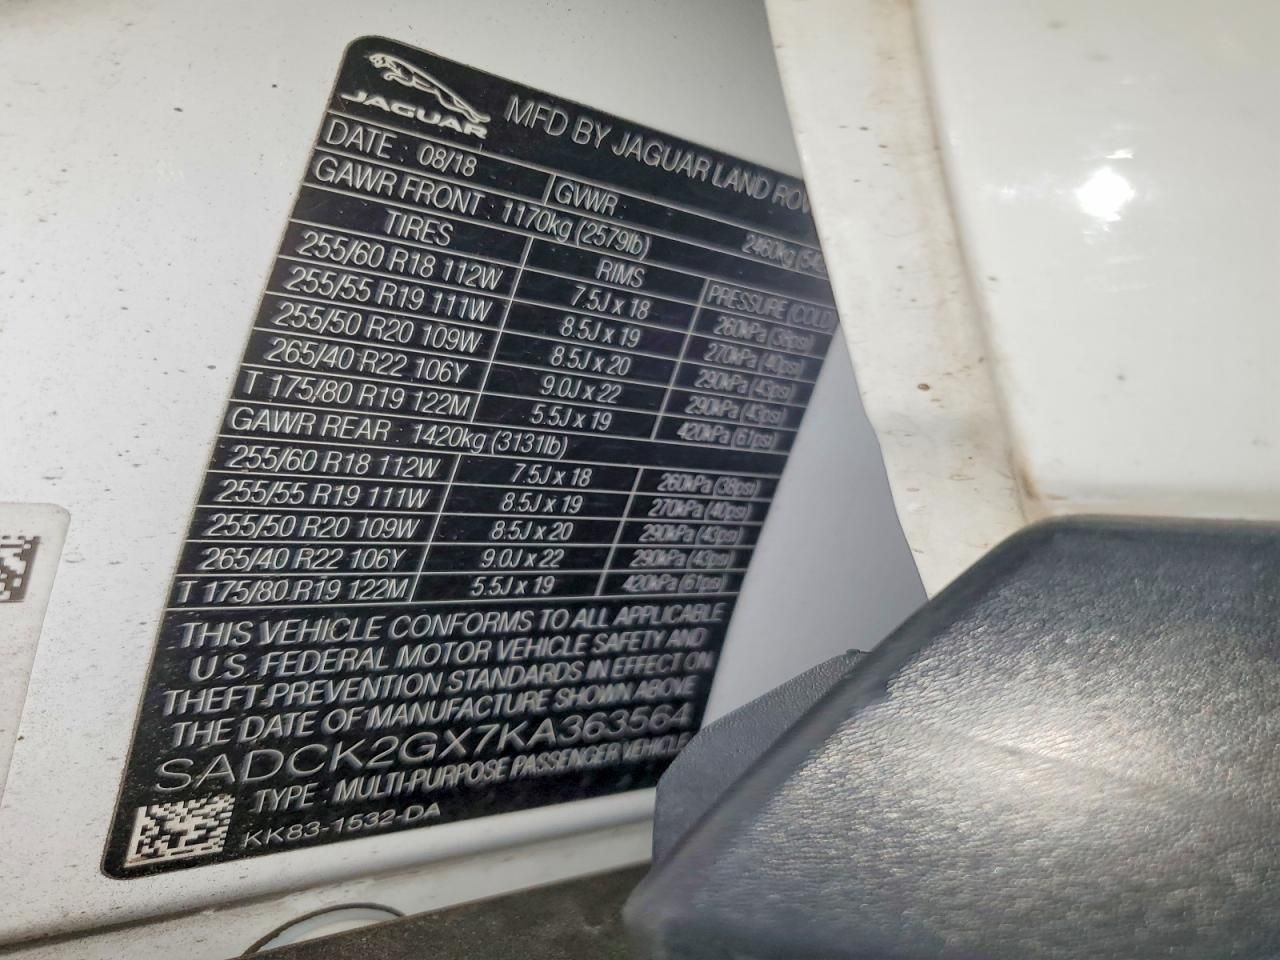 JAGUAR
MFD BY JAGUAR LAND
DATE : 08/18 GVWR 2460kg
GAWR FRONT : 1170kg (2579lb)
TIRES RIMS PRESSURE (COLD
255/60 R18 112W 7.5J x 18 260kPa (38psi)
255/55 R19 111W 8.5J x 19 270kPa (40psi)
255/50 R20 109W 8.5J x 20 290kPa (43psi)
265/40 R22 106Y 9.0J x 22 290kPa (43psi)
T 175/80 R19 122M 5.5J x 19 420kPa (61psi)
GAWR REAR : 1420kg (3131lb)
255/60 R18 112W 7.5J x 18 260kPa (38psi)
255/55 R19 111W 8.5J x 19 270kPa (40psi)
255/50 R20 109W 8.5J x 20 290kPa (43psi)
265/40 R22 106Y 9.0J x 22 290kPa (43psi)
T 175/80 R19 122M 5.5J x 19 420kPa (61psi)
THIS VEHICLE CONFORMS TO ALL APPLICABLE
U.S. FEDERAL MOTOR VEHICLE SAFETY AND
THEFT-PREVENTION STANDARDS IN EFFECT ON
THE DATE OF MANUFACTURE SHOWN ABOVE
SADCK2GX7KA363564
TYPE : MULTI-PURPOSE PASSENGER VEHICLE
KK83-1532-DA